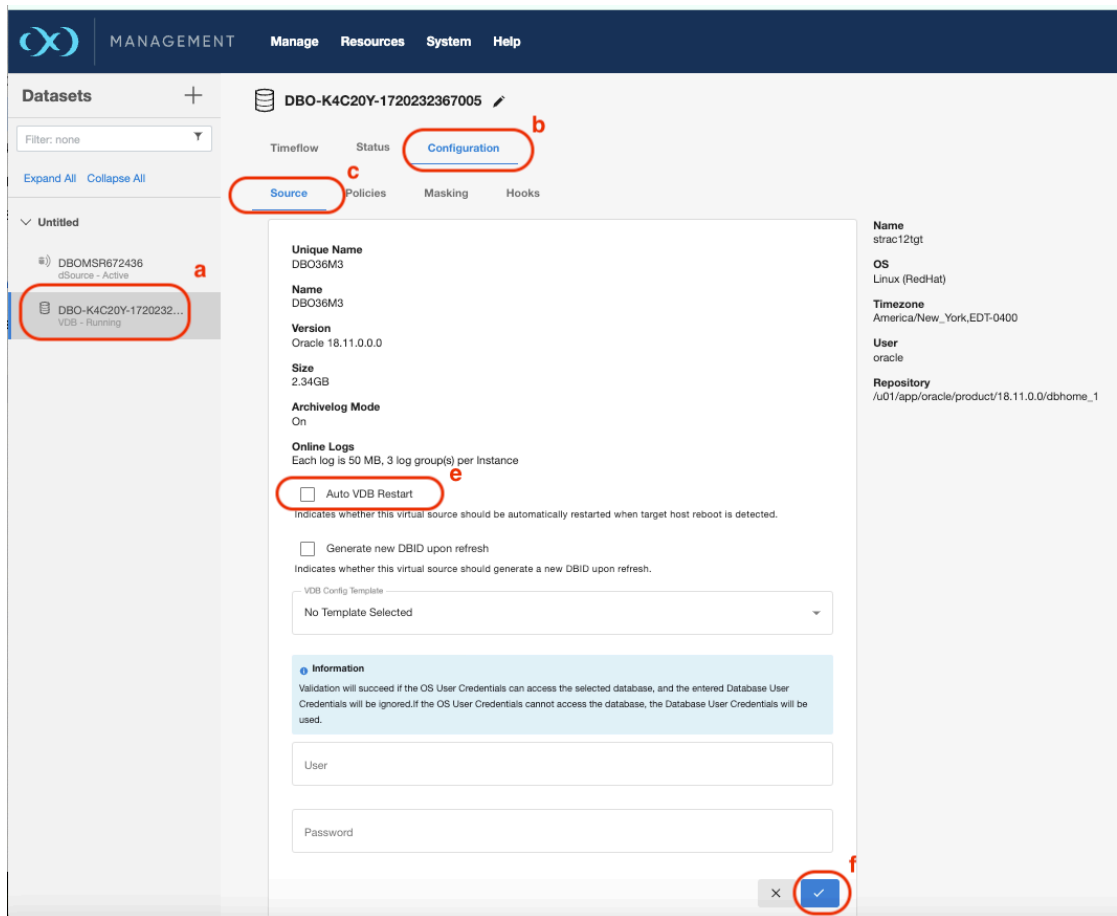 MANAGEMENT
Manage Resources System Help
Datasets
DBO-K4C20Y-1720232367005
b
Filter: none
Timeflow Status Configuration
c
Expand All Collapse All
Source Policies Masking Hooks
Untitled
DBOMSR672436
dSource - Active
a
DBO-K4C20Y-1720232...
VDB - Running
Unique Name
DBO36M3
Name
DBO36M3
Version
Oracle 18.11.0.0.0
Size
2.34GB
Archivelog Mode
On
Online Logs
Each log is 50 MB, 3 log group(s) per Instance
e
Auto VDB Restart
Indicates whether this virtual source should be automatically restarted when target host reboot is detected.
Generate new DBID upon refresh
Indicates whether this virtual source should generate a new DBID upon refresh.
VDB Config Template
No Template Selected
Information
Validation will succeed if the OS User Credentials can access the selected database, and the entered Database User
Credentials will be ignored.If the OS User Credentials cannot access the database, the Database User Credentials will be
used.
User
Password
f
Name
strac12tgt
OS
Linux (RedHat)
Timezone
America/New_York,EDT-0400
User
oracle
Repository
/u01/app/oracle/product/18.11.0.0/dbhome_1